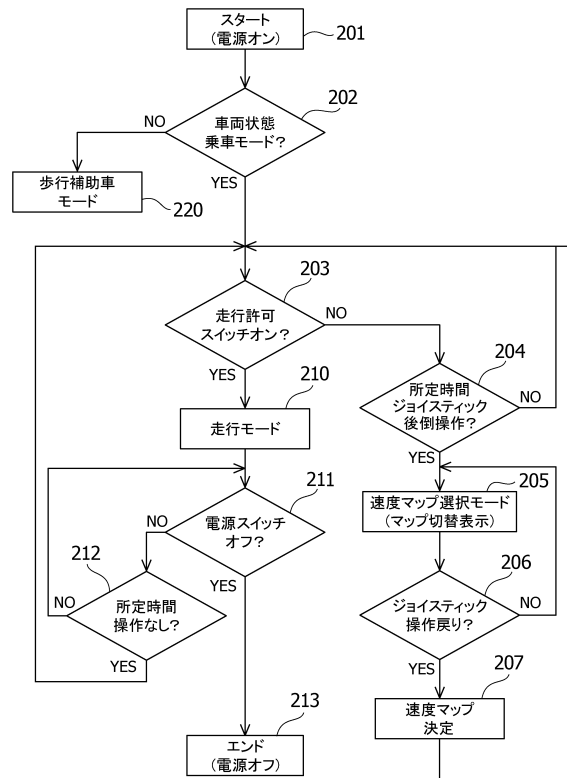 スタート
(電源オン)
201
202
車両状態
乗車モード?
NO
YES
歩行補助車
モード
220
203
走行許可
スイッチオン?
NO
YES
204
所定時間
ジョイスティック
後倒操作?
NO
YES
210
走行モード
205
速度マップ選択モード
(マップ切替表示)
211
電源スイッチ
オフ?
NO
YES
212
所定時間
操作なし?
NO
YES
206
ジョイスティック
操作戻り?
NO
YES
207
速度マップ
決定
213
エンド
(電源オフ)